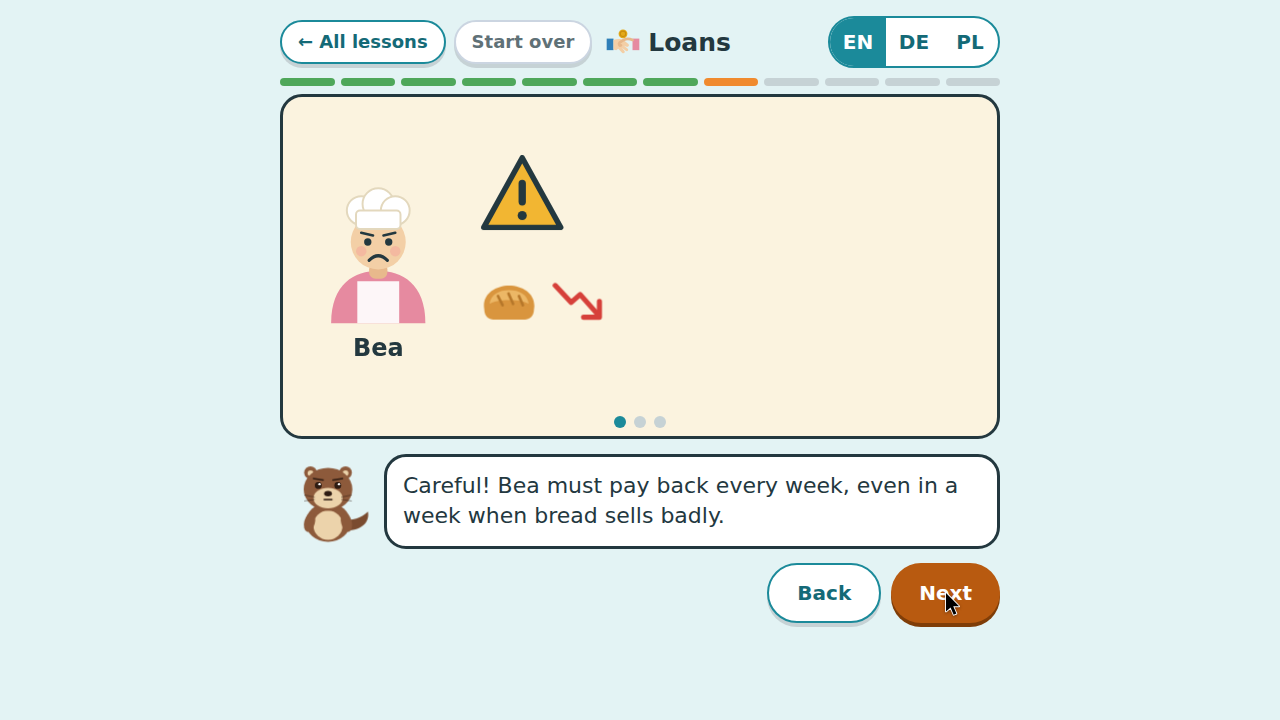 ← All lessons
Start over
Loans
EN
DE
PL
Bea
Careful! Bea must pay back every week, even in a
week when bread sells badly.
Back
Next